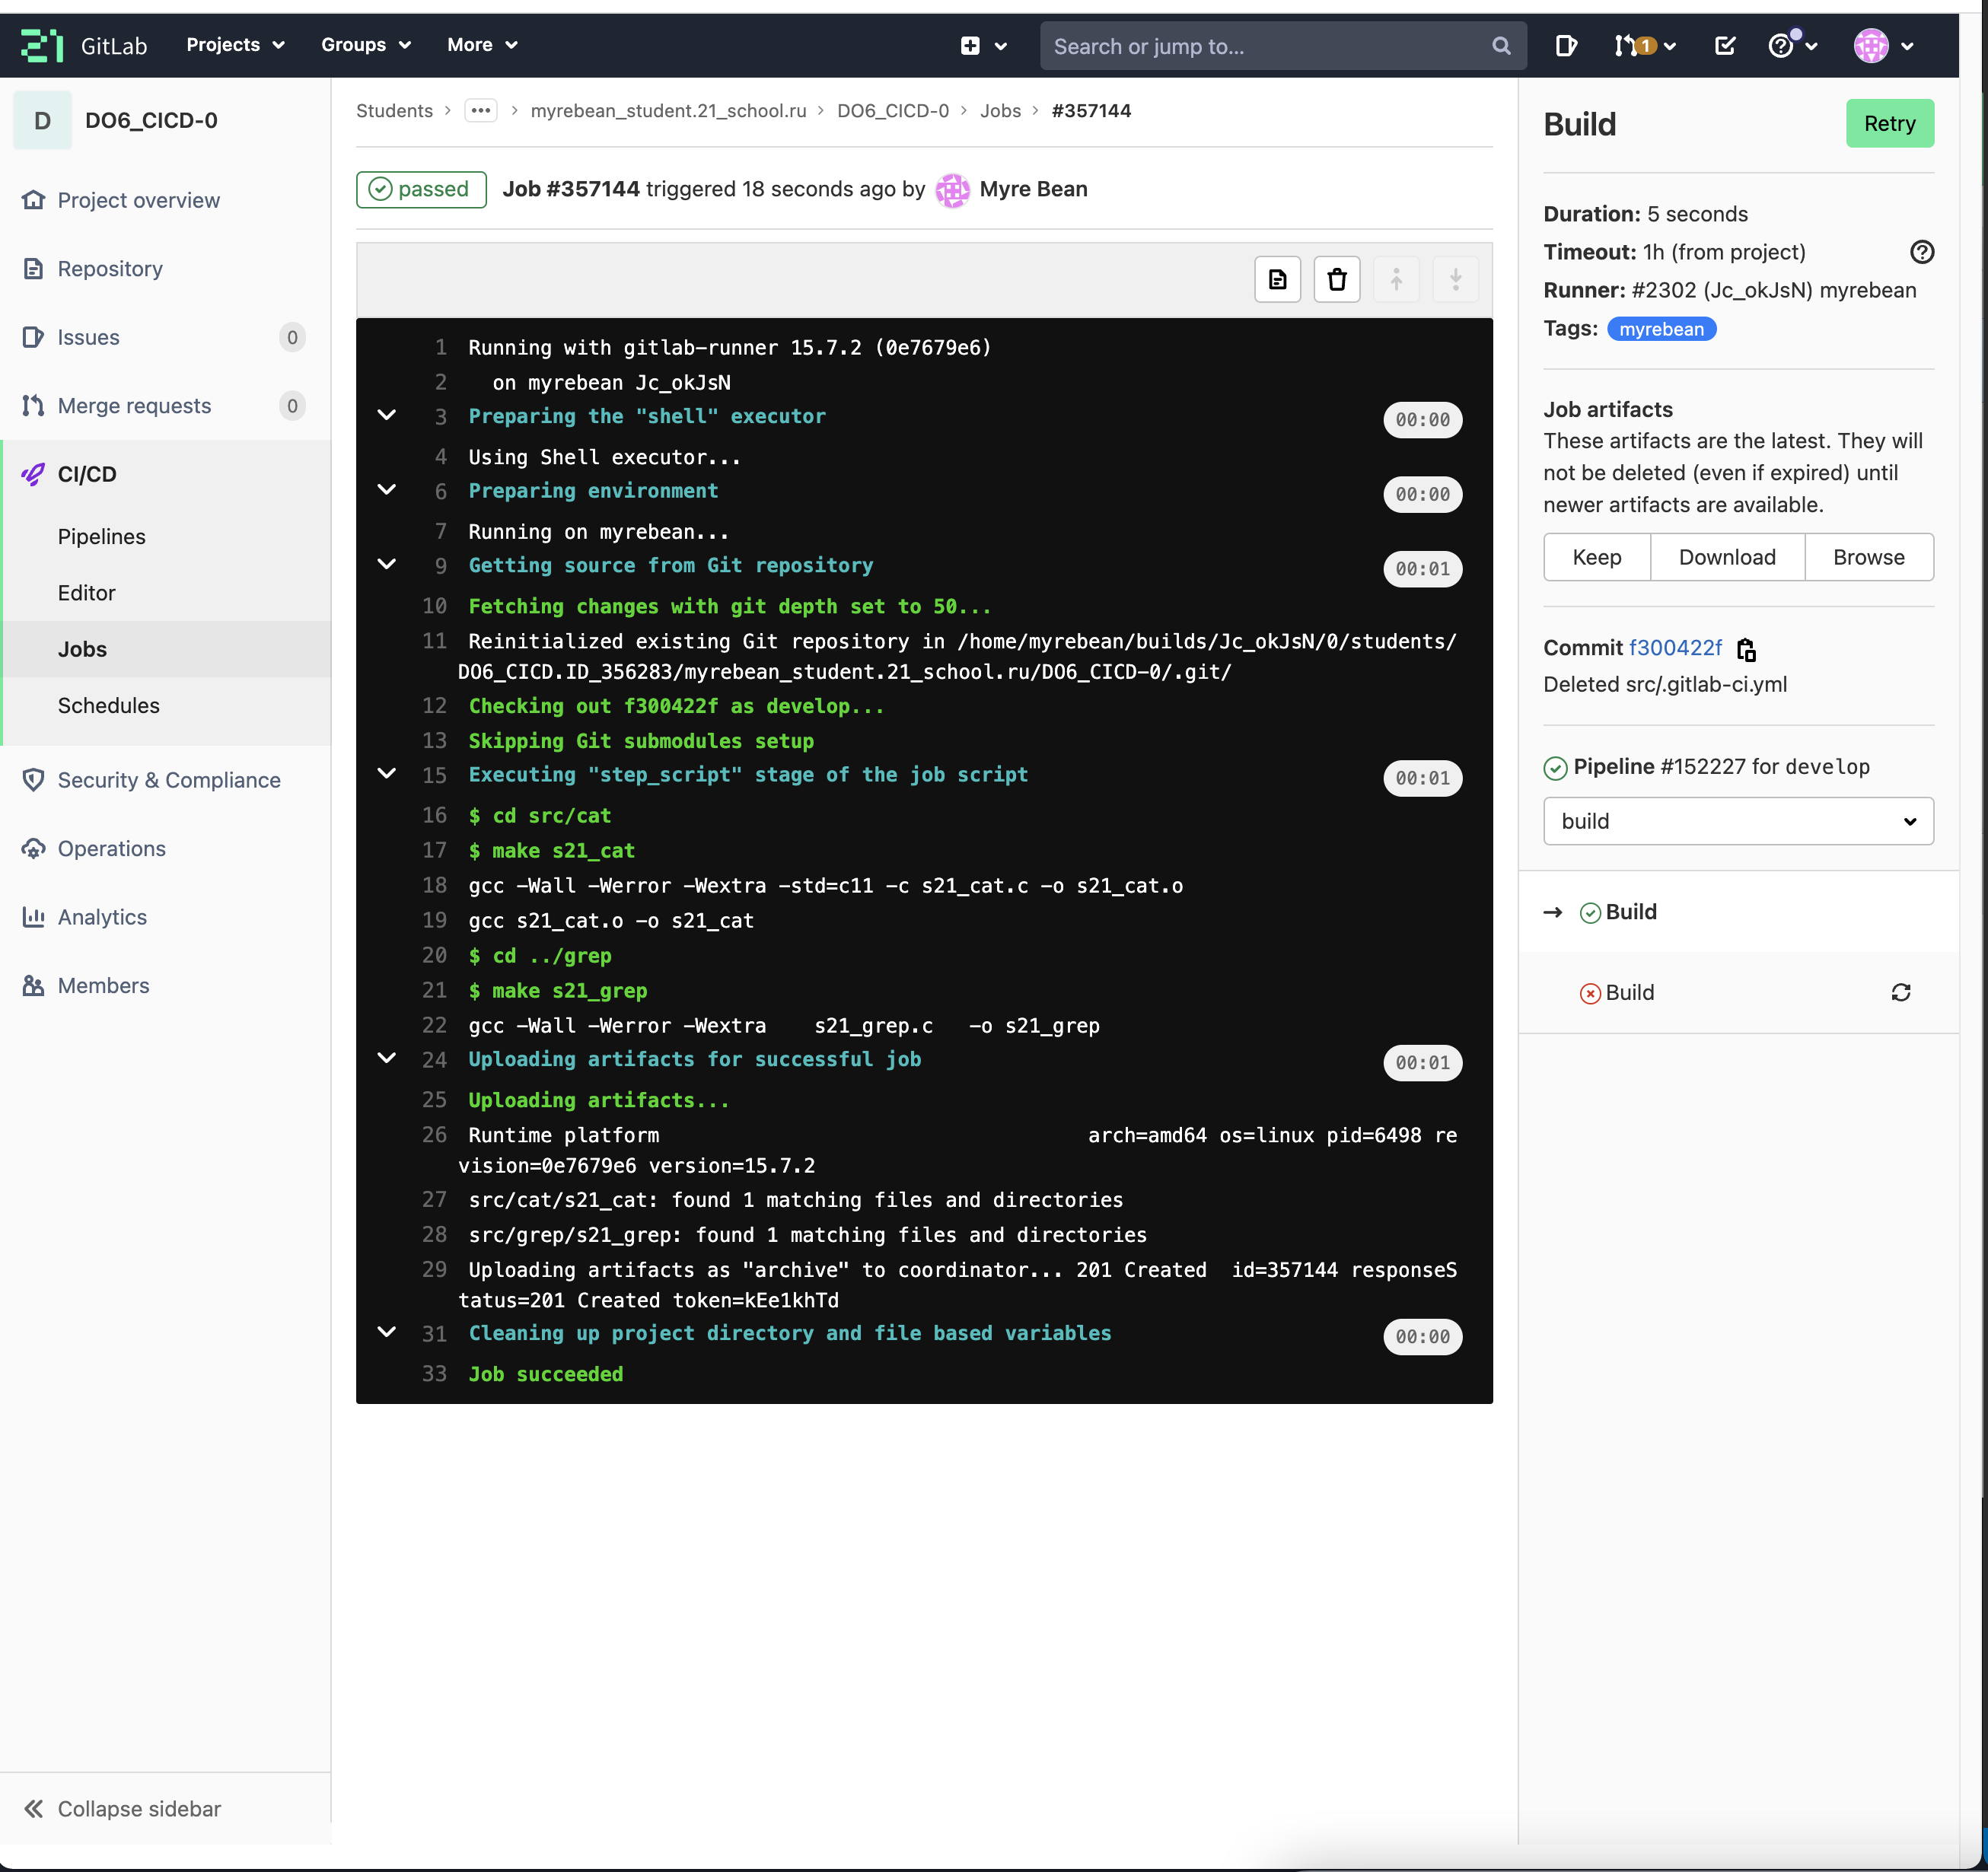 GitLab
Projects
Groups
More
Search or jump to...
1
D
DO6_CICD-0
Project overview
Repository
Issues
0
Merge requests
0
CI/CD
Pipelines
Editor
Jobs
Schedules
Security & Compliance
Operations
Analytics
Members
Collapse sidebar
Students > ... > myrebean_student.21_school.ru > DO6_CICD-0 > Jobs > #357144
passed Job #357144 triggered 18 seconds ago by Myre Bean
1 Running with gitlab-runner 15.7.2 (0e7679e6)
2 on myrebean Jc_okJsN
3 Preparing the "shell" executor 00:00
4 Using Shell executor...
6 Preparing environment 00:00
7 Running on myrebean...
9 Getting source from Git repository 00:01
10 Fetching changes with git depth set to 50...
11 Reinitialized existing Git repository in /home/myrebean/builds/Jc_okJsN/0/students/
DO6_CICD.ID_356283/myrebean_student.21_school.ru/DO6_CICD-0/.git/
12 Checking out f300422f as develop...
13 Skipping Git submodules setup
15 Executing "step_script" stage of the job script 00:01
16 $ cd src/cat
17 $ make s21_cat
18 gcc -Wall -Werror -Wextra -std=c11 -c s21_cat.c -o s21_cat.o
19 gcc s21_cat.o -o s21_cat
20 $ cd ../grep
21 $ make s21_grep
22 gcc -Wall -Werror -Wextra    s21_grep.c   -o s21_grep
24 Uploading artifacts for successful job 00:01
25 Uploading artifacts...
26 Runtime platform                                    arch=amd64 os=linux pid=6498 re
vision=0e7679e6 version=15.7.2
27 src/cat/s21_cat: found 1 matching files and directories
28 src/grep/s21_grep: found 1 matching files and directories
29 Uploading artifacts as "archive" to coordinator... 201 Created  id=357144 responseS
tatus=201 Created token=kEe1khTd
31 Cleaning up project directory and file based variables 00:00
33 Job succeeded
Build
Retry
Duration: 5 seconds
Timeout: 1h (from project)
Runner: #2302 (Jc_okJsN) myrebean
Tags: myrebean
Job artifacts
These artifacts are the latest. They will
not be deleted (even if expired) until
newer artifacts are available.
Keep
Download
Browse
Commit f300422f
Deleted src/.gitlab-ci.yml
Pipeline #152227 for develop
build
Build
Build